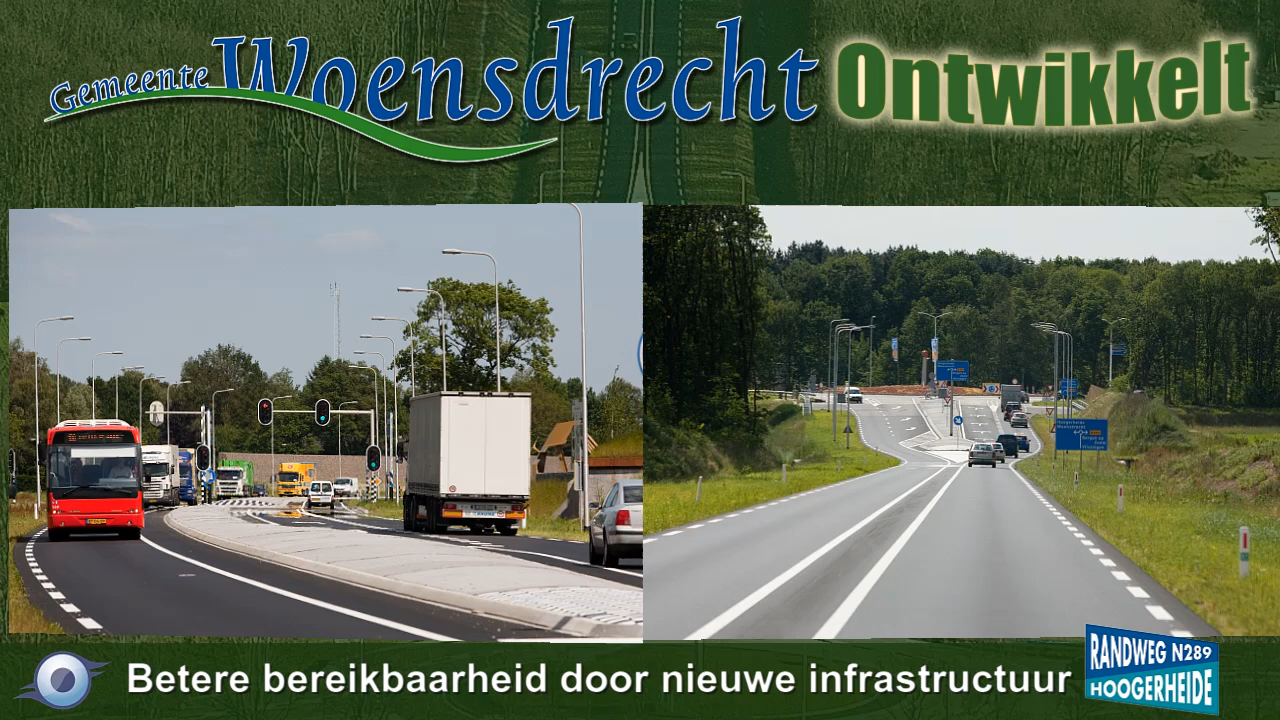 Gemeente Woensdrecht Ontwikkelt
Betere bereikbaarheid door nieuwe infrastructuur
RANDWEG N289
HOOGERHEIDE